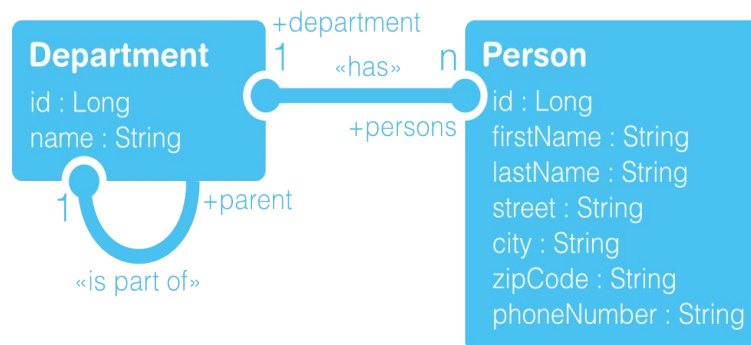 Department
id : Long
name : String
1
+parent
«is part of»
+department
1
«has»
n
+persons
Person
id : Long
firstName : String
lastName : String
street : String
city : String
zipCode : String
phoneNumber : String